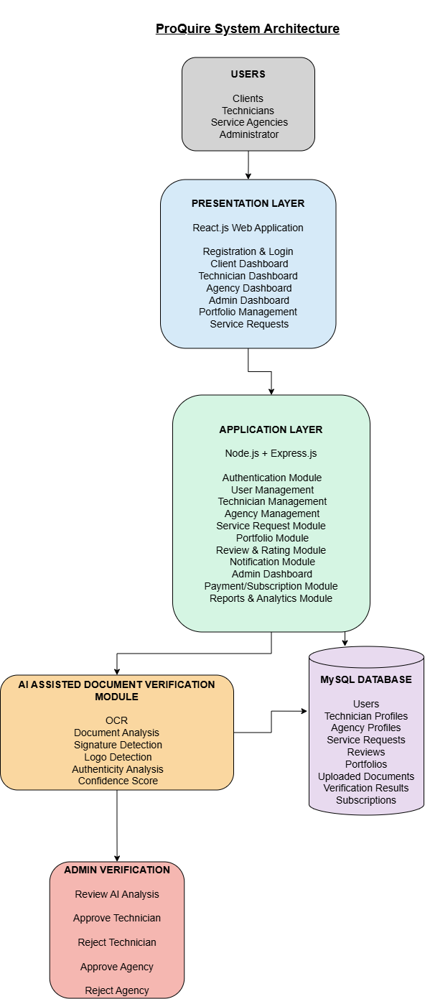 ProQuire System Architecture
USERS
Clients
Technicians
Service Agencies
Administrator
PRESENTATION LAYER
React.js Web Application
Registration & Login
Client Dashboard
Technician Dashboard
Agency Dashboard
Admin Dashboard
Portfolio Management
Service Requests
APPLICATION LAYER
Node.js + Express.js
Authentication Module
User Management
Technician Management
Agency Management
Service Request Module
Portfolio Module
Review & Rating Module
Notification Module
Admin Dashboard
Payment/Subscription Module
Reports & Analytics Module
AI ASSISTED DOCUMENT VERIFICATION
MODULE
OCR
Document Analysis
Signature Detection
Logo Detection
Authenticity Analysis
Confidence Score
MySQL DATABASE
Users
Technician Profiles
Agency Profiles
Service Requests
Reviews
Portfolios
Uploaded Documents
Verification Results
Subscriptions
ADMIN VERIFICATION
Review AI Analysis
Approve Technician
Reject Technician
Approve Agency
Reject Agency